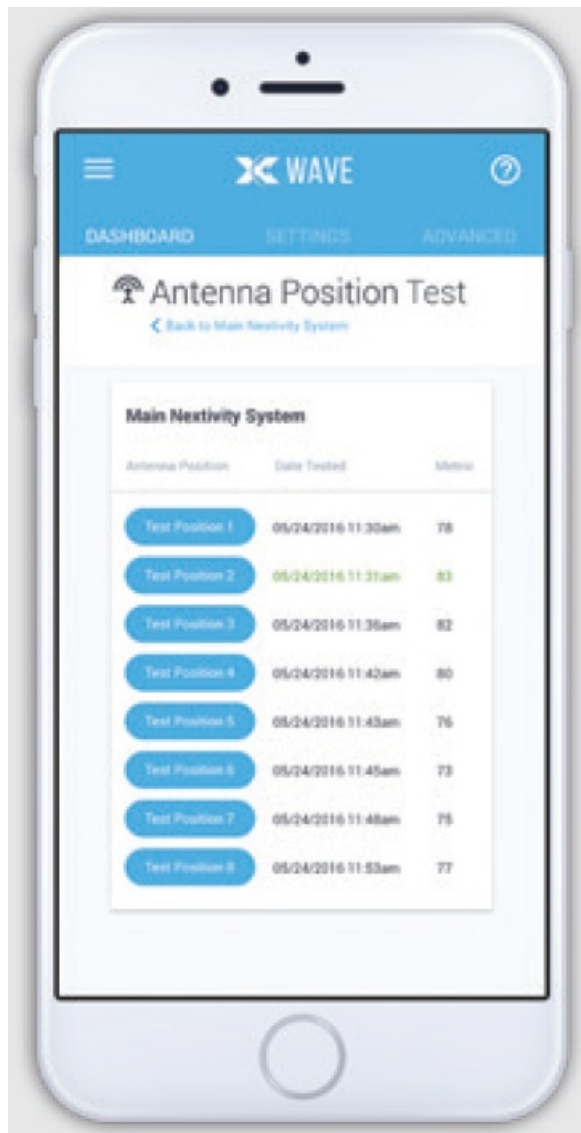 WAVE
DASHBOARD SETTINGS ADVANCED
Antenna Position Test
Back to Main Nextivity System
Main Nextivity System
Antenna Position Date Tested Metric
Test Position 1 05/24/2016 11:30am 78
Test Position 2 05/24/2016 11:31am 83
Test Position 3 05/24/2016 11:36am 82
Test Position 4 05/24/2016 11:42am 80
Test Position 5 05/24/2016 11:43am 76
Test Position 6 05/24/2016 11:45am 73
Test Position 7 05/24/2016 11:48am 75
Test Position 8 05/24/2016 11:53am 77